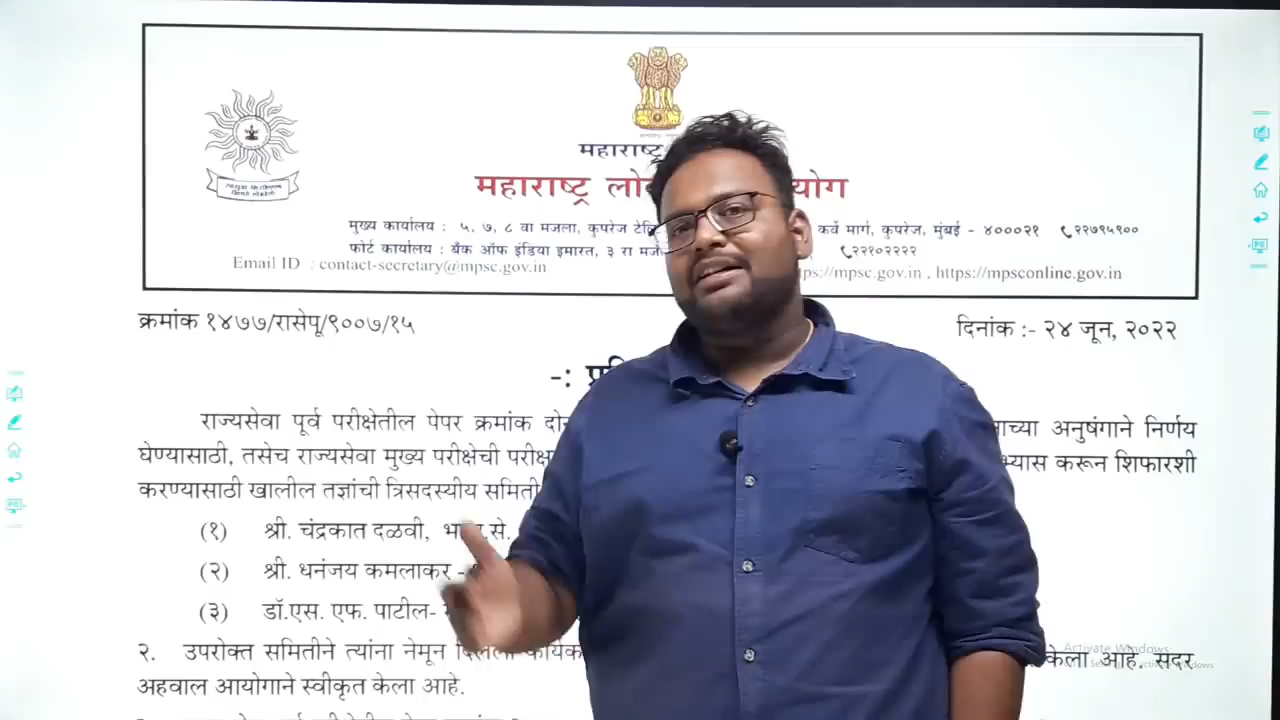 महाराष्ट्र
महाराष्ट्र लो योग
मुख्य कार्यालय : ५, ७, ८ वा मजला, कुपरेज टेलि कर्वे मार्ग, कुपरेज, मुंबई - ४०००२१ २२७९५९००
फोर्ट कार्यालय : बँक ऑफ इंडिया इमारत, ३ रा मज २२१०२२२२
Email ID : contact-secretary@mpsc.gov.in ps://mpsc.gov.in , https://mpsconline.gov.in
क्रमांक १४७७/रासेपू/९००७/१५ दिनांक :- २४ जून, २०२२
-: प्र
राज्यसेवा पूर्व परीक्षेतील पेपर क्रमांक दो च्या अनुषंगाने निर्णय
घेण्यासाठी, तसेच राज्यसेवा मुख्य परीक्षेची परीक्ष भ्यास करून शिफारशी
करण्यासाठी खालील तज्ञांची त्रिसदस्यीय समिती
(१) श्री. चंद्रकात दळवी, से.
(२) श्री. धनंजय कमलाकर -
(३) डॉ.एस. एफ. पाटील-
२. उपरोक्त समितीने त्यांना नेमून दिलेला केला आहे. सदर
अहवाल आयोगाने स्वीकृत केला आहे.
Activate Windows